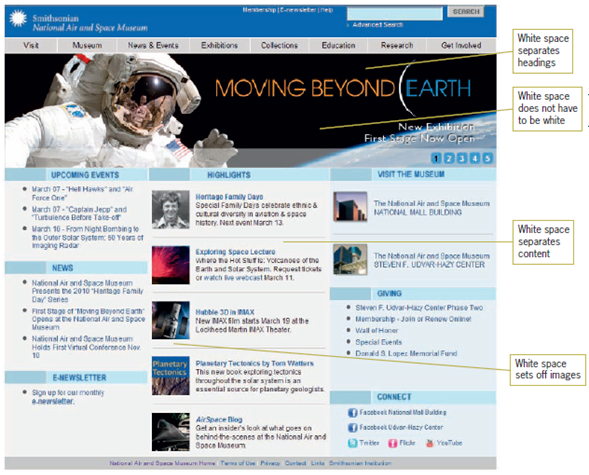 Smithsonian
National Air and Space Museum
Membership | E-newsletter | Help
SEARCH
Advanced Search
Visit Museum News & Events Exhibitions Collections Education Research Get Involved
MOVING BEYOND EARTH
New Exhibition
First Stage Now Open
1 2 3 4 5
UPCOMING EVENTS
March 07 - "Hell Hawks" and "Air
Force One"
March 07 - "Captain Jepp" and
"Turbulence Before Take-off"
March 10 - From Night Bombing to
the Outer Solar System: 50 Years of
Imaging Radar
NEWS
National Air and Space Museum
Presents the 2010 "Heritage Family
Day" Series
First Stage of "Moving Beyond Earth"
Opens at the National Air and Space
Museum
National Air and Space Museum
Holds First Virtual Conference Nov.
10
E-NEWSLETTER
Sign up for our monthly
e-newsletter.
HIGHLIGHTS
Heritage Family Days
Special Family Days celebrate ethnic &
cultural diversity in aviation & space
history. Next event March 13.
Exploring Space Lecture
Where the Hot Stuff Is: Volcanoes of the
Earth and Solar System. Request tickets
or watch live webcast March 11.
Hubble 3D in IMAX
New IMAX film starts March 19 at the
Lockheed Martin IMAX Theater.
Planetary
Tectonics
Planetary Tectonics by Tom Watters
This new book exploring tectonics
throughout the solar system is an
essential source for planetary geologists.
AirSpace Blog
Get an insider's look at what goes on
behind-the-scenes at the National Air and
Space Museum.
VISIT THE MUSEUM
The National Air and Space Museum
NATIONAL MALL BUILDING
The National Air and Space Museum
STEVEN F. UDVAR-HAZY CENTER
GIVING
Steven F. Udvar-Hazy Center Phase Two
Membership - Join or Renew Online!
Wall of Honor
Special Events
Donald S. Lopez Memorial Fund
CONNECT
Facebook National Mall Building
Facebook Udvar-Hazy Center
Twitter Flickr YouTube
National Air and Space Museum Home Terms of Use Privacy Contact Links Smithsonian Institution
White space
separates
headings
White space
does not have
to be white
White space
separates
content
White space
sets off images